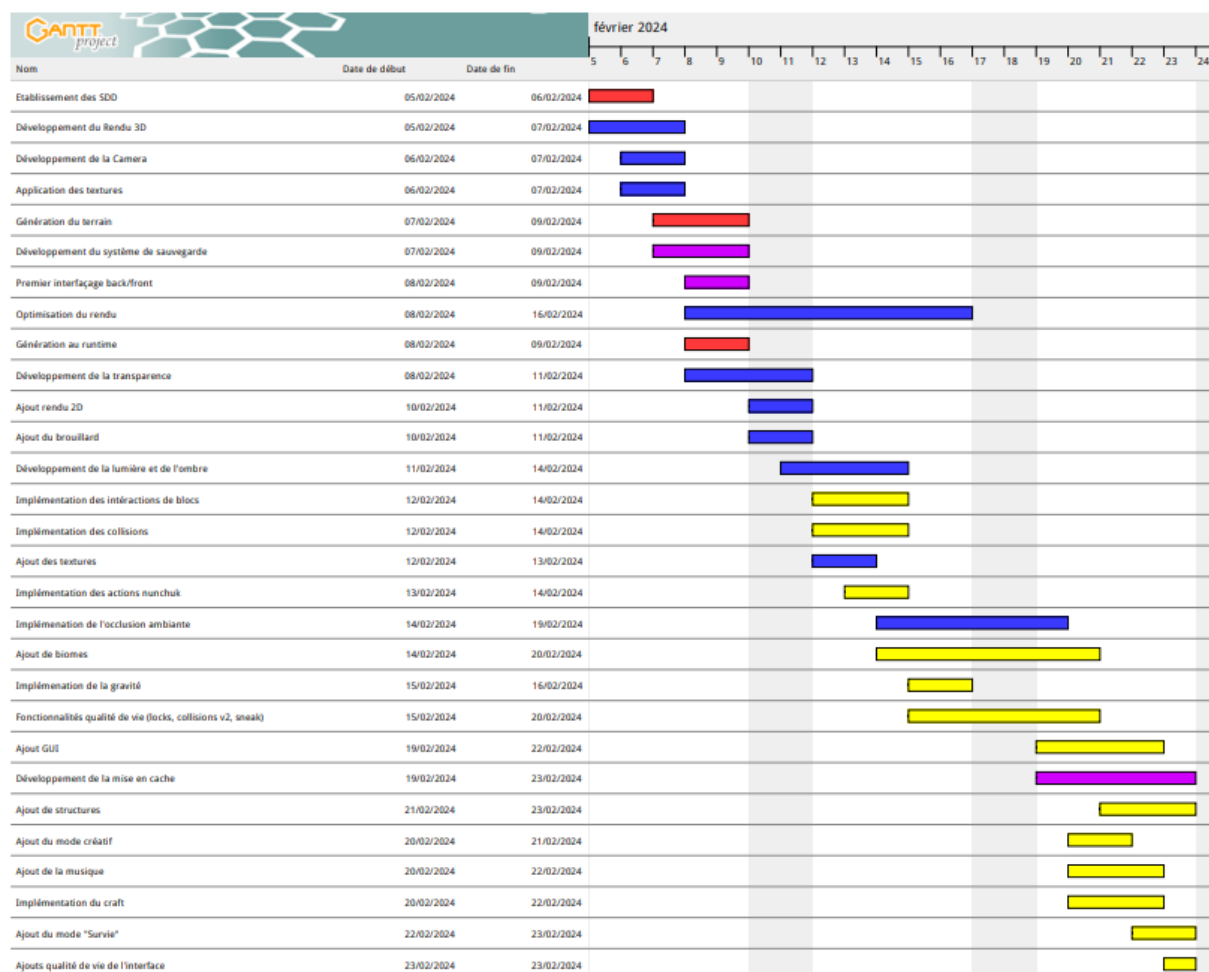 GANTT
project
février 2024
5 6 7 8 9 10 11 12 13 14 15 16 17 18 19 20 21 22 23 24
Nom Date de début Date de fin
Etablissement des SDD 05/02/2024 06/02/2024
Développement du Rendu 3D 05/02/2024 07/02/2024
Développement de la Camera 06/02/2024 07/02/2024
Application des textures 06/02/2024 07/02/2024
Génération du terrain 07/02/2024 09/02/2024
Développement du système de sauvegarde 07/02/2024 09/02/2024
Premier interfaçage back/front 08/02/2024 09/02/2024
Optimisation du rendu 08/02/2024 16/02/2024
Génération au runtime 08/02/2024 09/02/2024
Développement de la transparence 08/02/2024 11/02/2024
Ajout rendu 2D 10/02/2024 11/02/2024
Ajout du brouillard 10/02/2024 11/02/2024
Développement de la lumière et de l'ombre 11/02/2024 14/02/2024
Implémentation des intéractions de blocs 12/02/2024 14/02/2024
Implémentation des collisions 12/02/2024 14/02/2024
Ajout des textures 12/02/2024 13/02/2024
Implémentation des actions nunchuk 13/02/2024 14/02/2024
Implémenation de l'occlusion ambiante 14/02/2024 19/02/2024
Ajout de biomes 14/02/2024 20/02/2024
Implémenation de la gravité 15/02/2024 16/02/2024
Fonctionnalités qualité de vie (locks, collisions v2, sneak) 15/02/2024 20/02/2024
Ajout GUI 19/02/2024 22/02/2024
Développement de la mise en cache 19/02/2024 23/02/2024
Ajout de structures 21/02/2024 23/02/2024
Ajout du mode créatif 20/02/2024 21/02/2024
Ajout de la musique 20/02/2024 22/02/2024
Implémentation du craft 20/02/2024 22/02/2024
Ajout du mode "Survie" 22/02/2024 23/02/2024
Ajouts qualité de vie de l'interface 23/02/2024 23/02/2024